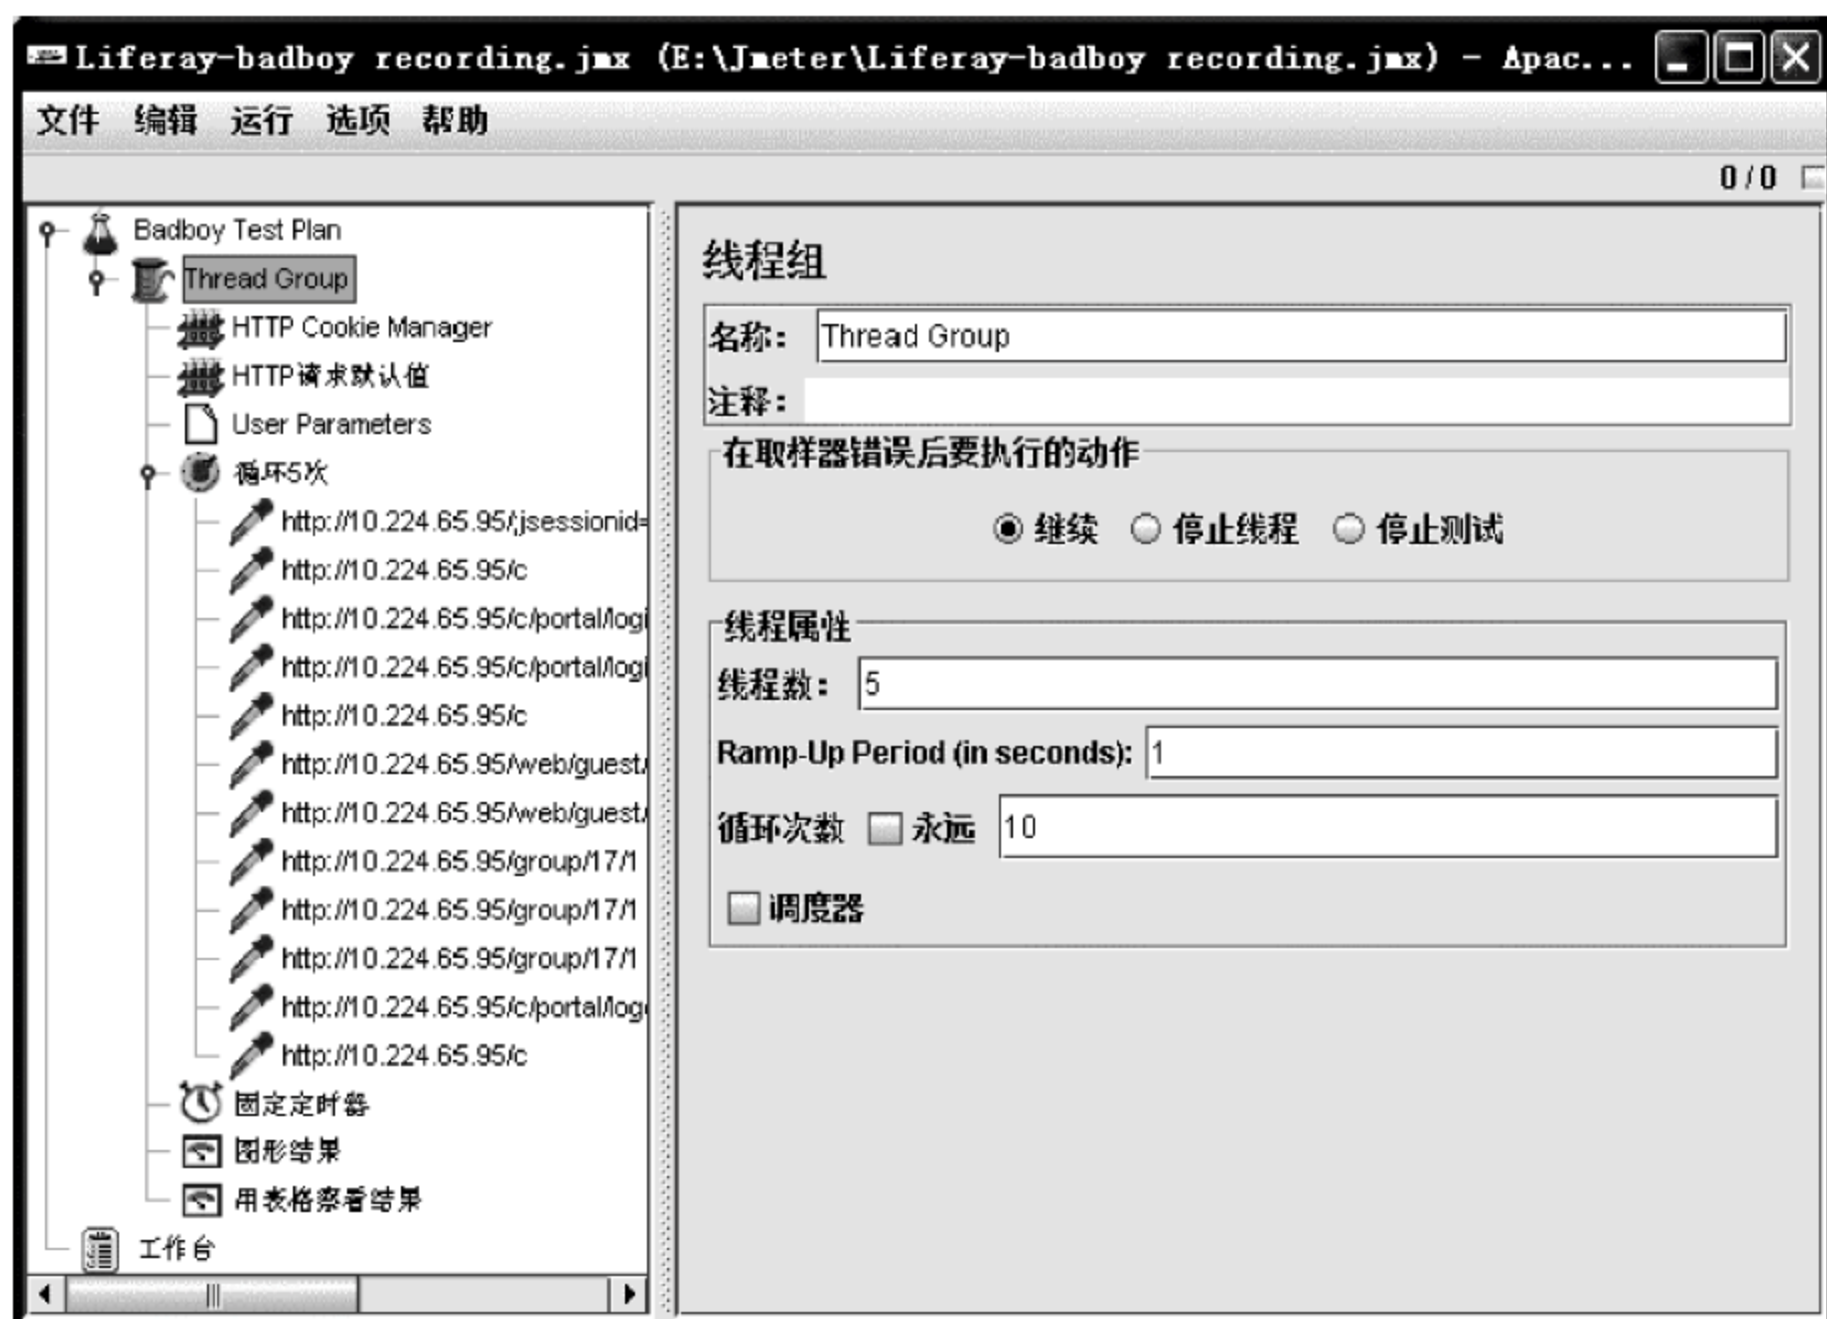 Liferay-badboy recording.jmx (E:\Jmeter\Liferay-badboy recording.jmx) - Apac...
文件 编辑 运行 选项 帮助
0/0
Badboy Test Plan
Thread Group
HTTP Cookie Manager
HTTP请求默认值
User Parameters
循环5次
http://10.224.65.95/;jsessionid=
http://10.224.65.95/c
http://10.224.65.95/c/portal/logi
http://10.224.65.95/c/portal/logi
http://10.224.65.95/c
http://10.224.65.95/web/guest/
http://10.224.65.95/web/guest/
http://10.224.65.95/group/17/1
http://10.224.65.95/group/17/1
http://10.224.65.95/group/17/1
http://10.224.65.95/c/portal/logo
http://10.224.65.95/c
固定定时器
图形结果
用表格察看结果
工作台
线程组
名称: Thread Group
注释:
在取样器错误后要执行的动作
继续 停止线程 停止测试
线程属性
线程数: 5
Ramp-Up Period (in seconds): 1
循环次数 永远 10
调度器